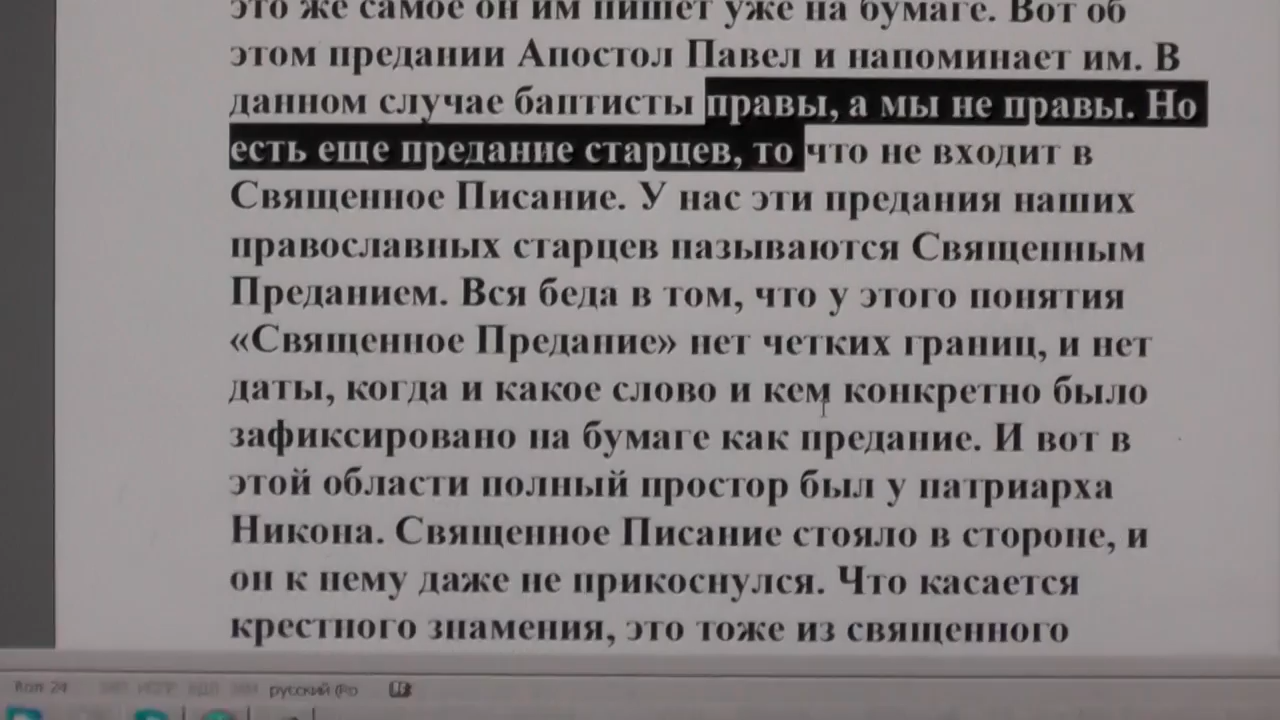 это же самое он им пишет уже на бумаге. Вот об
этом предании Апостол Павел и напоминает им. В
данном случае баптисты правы, а мы не правы. Но
есть еще предание старцев, то что не входит в
Священное Писание. У нас эти предания наших
православных старцев называются Священным
Преданием. Вся беда в том, что у этого понятия
«Священное Предание» нет четких границ, и нет
даты, когда и какое слово и кем конкретно было
зафиксировано на бумаге как предание. И вот в
этой области полный простор был у патриарха
Никона. Священное Писание стояло в стороне, и
он к нему даже не прикоснулся. Что касается
крестного знамения, это тоже из священного
Кол 24 русский (Ро